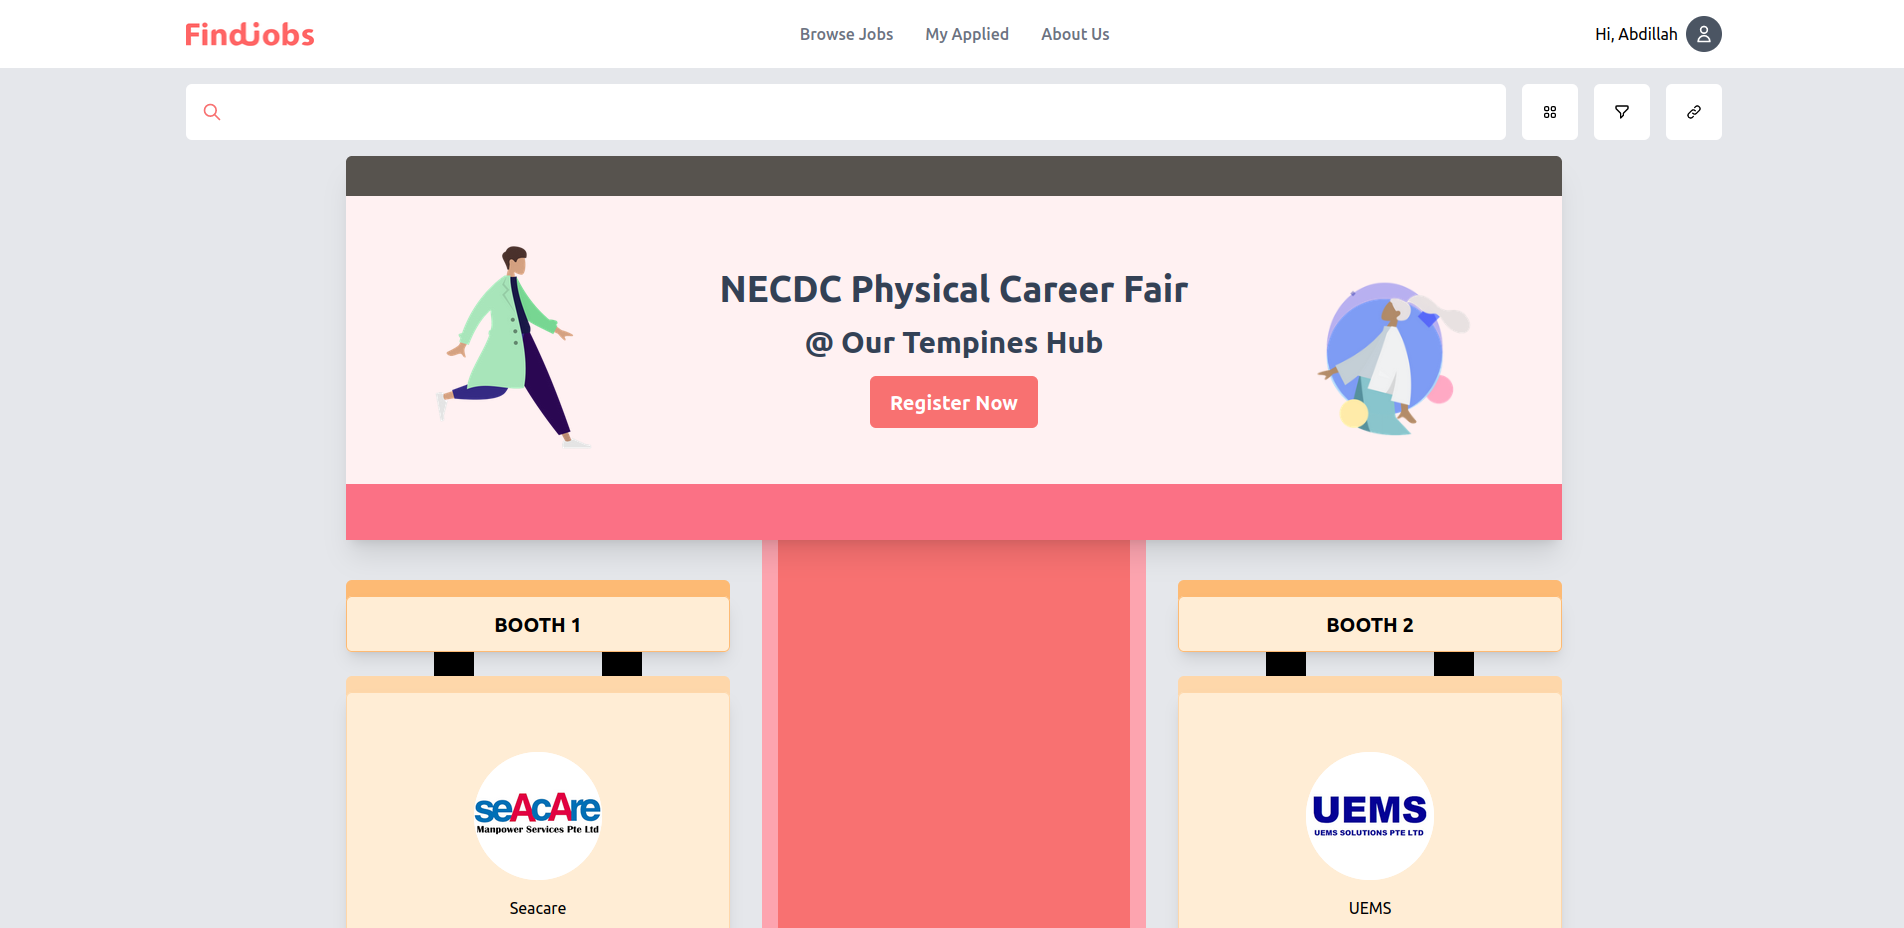 Findjobs
Browse Jobs
My Applied
About Us
Hi, Abdillah
NECDC Physical Career Fair
@ Our Tempines Hub
Register Now
BOOTH 1
BOOTH 2
seAcAre
Manpower Services Pte Ltd
UEMS
UEMS SOLUTIONS PTE LTD
Seacare
UEMS